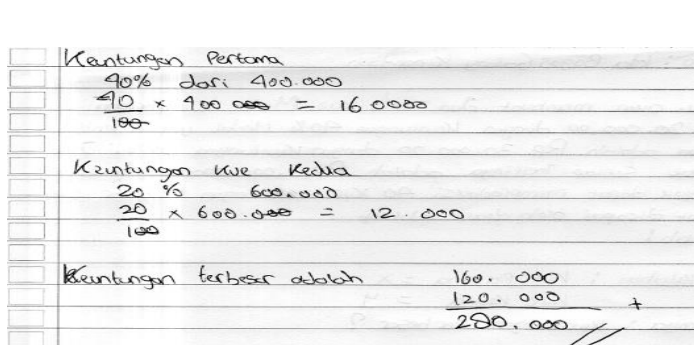 Keuntungan Pertama
40% dari 400.000
40/100 x 400 000 = 16 0000
Keuntungan kue kedua
20 % 600.000
20/100 x 600.000 = 12.000
Keuntungan terbesar adalah 160.000
120.000 +
280.000